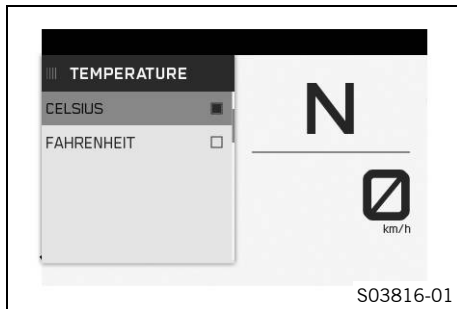 TEMPERATURE
CELSIUS
FAHRENHEIT
N
0
km/h
S03816-01